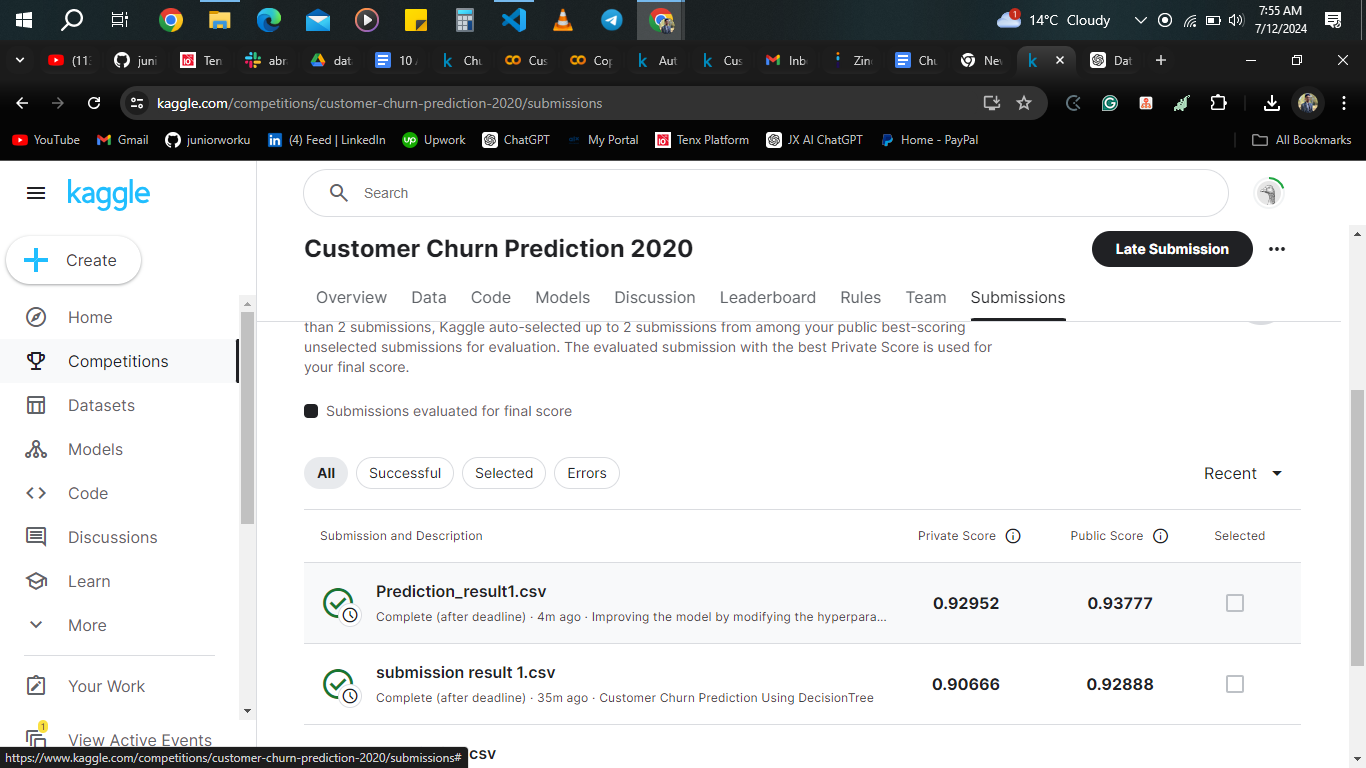 1
14°C Cloudy
7:55 AM
7/12/2024
(113
juni
Ten
abra
dat
10 A
Chu
Cus
Cop
Aut
Cus
Inb
Zin
Chu
Nev
Dat
kaggle.com/competitions/customer-churn-prediction-2020/submissions
YouTube
Gmail
juniorworku
(4) Feed | LinkedIn
Upwork
ChatGPT
My Portal
Tenx Platform
JX AI ChatGPT
Home - PayPal
All Bookmarks
kaggle
Search
Create
Home
Competitions
Datasets
Models
Code
Discussions
Learn
More
Your Work
1
View Active Events
Customer Churn Prediction 2020
Late Submission
Overview
Data
Code
Models
Discussion
Leaderboard
Rules
Team
Submissions
than 2 submissions, Kaggle auto-selected up to 2 submissions from among your public best-scoring
unselected submissions for evaluation. The evaluated submission with the best Private Score is used for
your final score.
Submissions evaluated for final score
All
Successful
Selected
Errors
Recent
Submission and Description
Private Score
Public Score
Selected
Prediction_result1.csv
Complete (after deadline) · 4m ago · Improving the model by modifying the hyperpara...
0.92952
0.93777
submission result 1.csv
Complete (after deadline) · 35m ago · Customer Churn Prediction Using DecisionTree
0.90666
0.92888
csv
https://www.kaggle.com/competitions/customer-churn-prediction-2020/submissions#